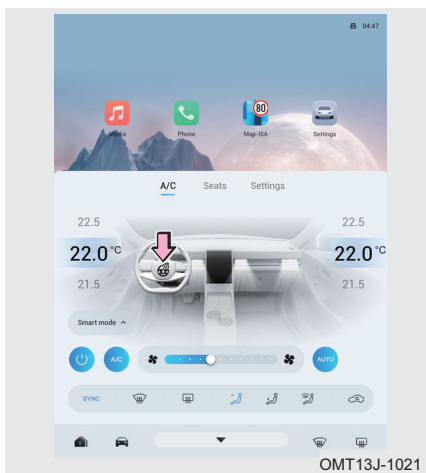 04:47
80
Media Phone Map-ISA Settings
A/C Seats Settings
22.5 22.5
22.0°C 22.0°C
21.5 21.5
Smart mode
A/C AUTO
SYNC
OMT13J-1021